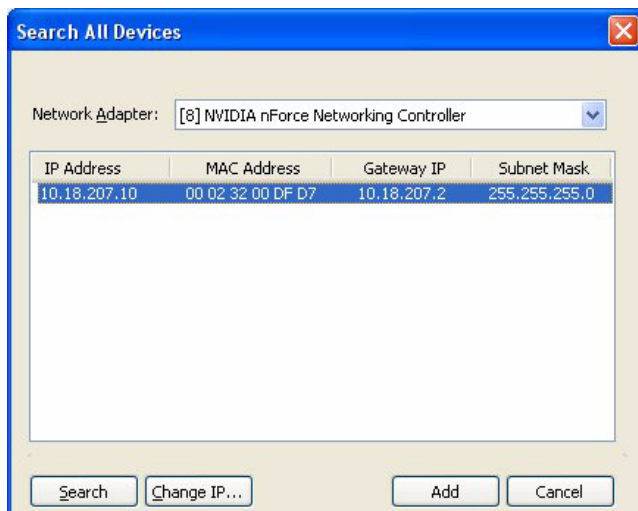 Search All Devices
Network Adapter: [8] NVIDIA nForce Networking Controller
IP Address MAC Address Gateway IP Subnet Mask
10.18.207.10 00 02 32 00 DF D7 10.18.207.2 255.255.255.0
Search Change IP... Add Cancel